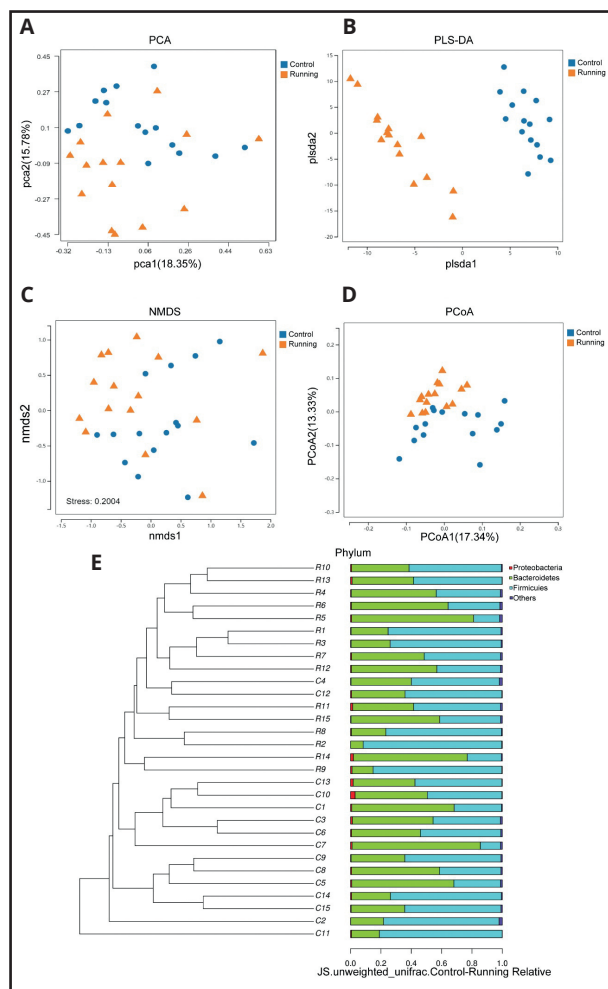 A
PCA
Control
Running
0.45
0.27
0.1
-0.09
-0.27
-0.45
pca2(15.78%)
-0.32
-0.13
0.06
0.26
0.44
0.63
pca1(18.35%)
B
PLS-DA
Control
Running
15
10
5
0
-5
-10
-15
-20
plsda2
-10
-5
0
5
10
plsda1
C
NMDS
Control
Running
1.0
0.5
0.0
-0.5
-1.0
nmds2
Stress: 0.2004
-1.5
-1.0
-0.5
0.0
0.5
1.0
1.5
2.0
nmds1
D
PCoA
Control
Running
0.2
0.1
0.0
-0.1
-0.2
-0.3
PCOA2(13.33%)
-0.2
-0.1
0.0
0.1
0.2
0.3
PCOA1(17.34%)
E
Phylum
Proteobacteria
Bacteroidetes
Firmicuies
Others
R10
R13
R4
R6
R5
R1
R3
R7
R12
C4
C12
R11
R15
R8
R2
R14
R9
C13
C10
C1
C3
C6
C7
C9
C8
C5
C14
C15
C2
C11
0.0 0.2 0.4 0.6 0.8 1.0
JS.unweighted_unifrac.Control-Running Relative